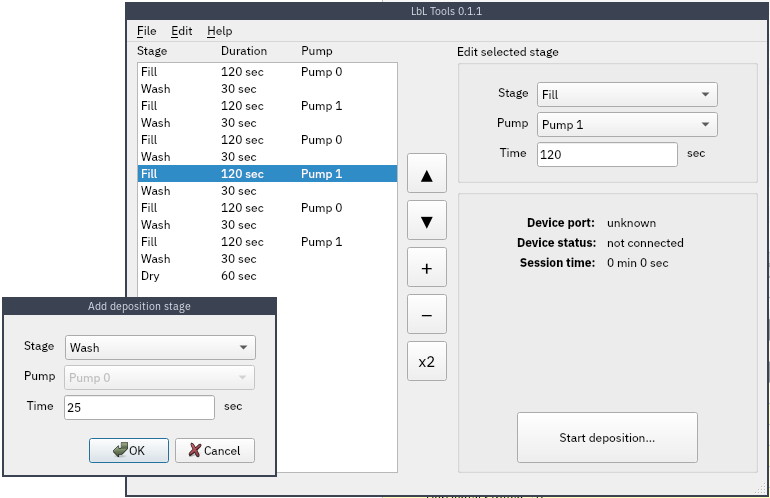 LbL Tools 0.1.1
File Edit Help
Stage Duration Pump
Fill 120 sec Pump 0
Wash 30 sec
Fill 120 sec Pump 1
Wash 30 sec
Fill 120 sec Pump 0
Wash 30 sec
Fill 120 sec Pump 1
Wash 30 sec
Fill 120 sec Pump 0
Wash 30 sec
Fill 120 sec Pump 1
Wash 30 sec
Dry 60 sec
▲
▼
+
−
x2
Edit selected stage
Stage Fill
Pump Pump 1
Time 120 sec
Device port: unknown
Device status: not connected
Session time: 0 min 0 sec
Start deposition...
Add deposition stage
Stage Wash
Pump Pump 0
Time 25 sec
OK Cancel